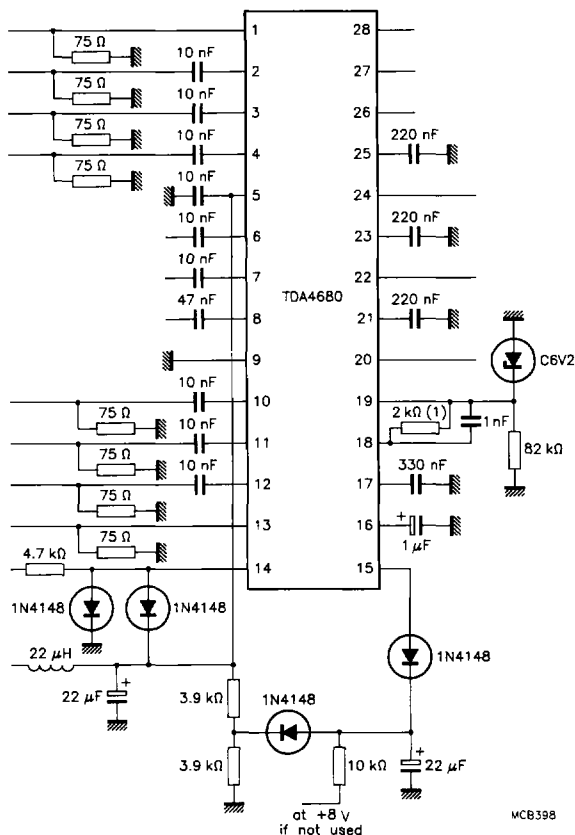 1 28
75 Ω 10 nF
2 27
75 Ω 10 nF
3 26
75 Ω 10 nF 220 nF
4 25
75 Ω 10 nF
5 24
10 nF 220 nF
6 23
10 nF
7 22
47 nF TDA4680 220 nF
8 21
9 20 C6V2
10 nF
10 19
75 Ω 10 nF 2 kΩ (1) 1 nF
11 18 82 kΩ
75 Ω 10 nF 330 nF
12 17
75 Ω +
13 16
75 Ω 1 µF
4.7 kΩ
14 15
1N4148 1N4148
22 µH 1N4148
22 µF +
3.9 kΩ 1N4148
3.9 kΩ 10 kΩ + 22 µF
at +8 V
if not used
MCB398